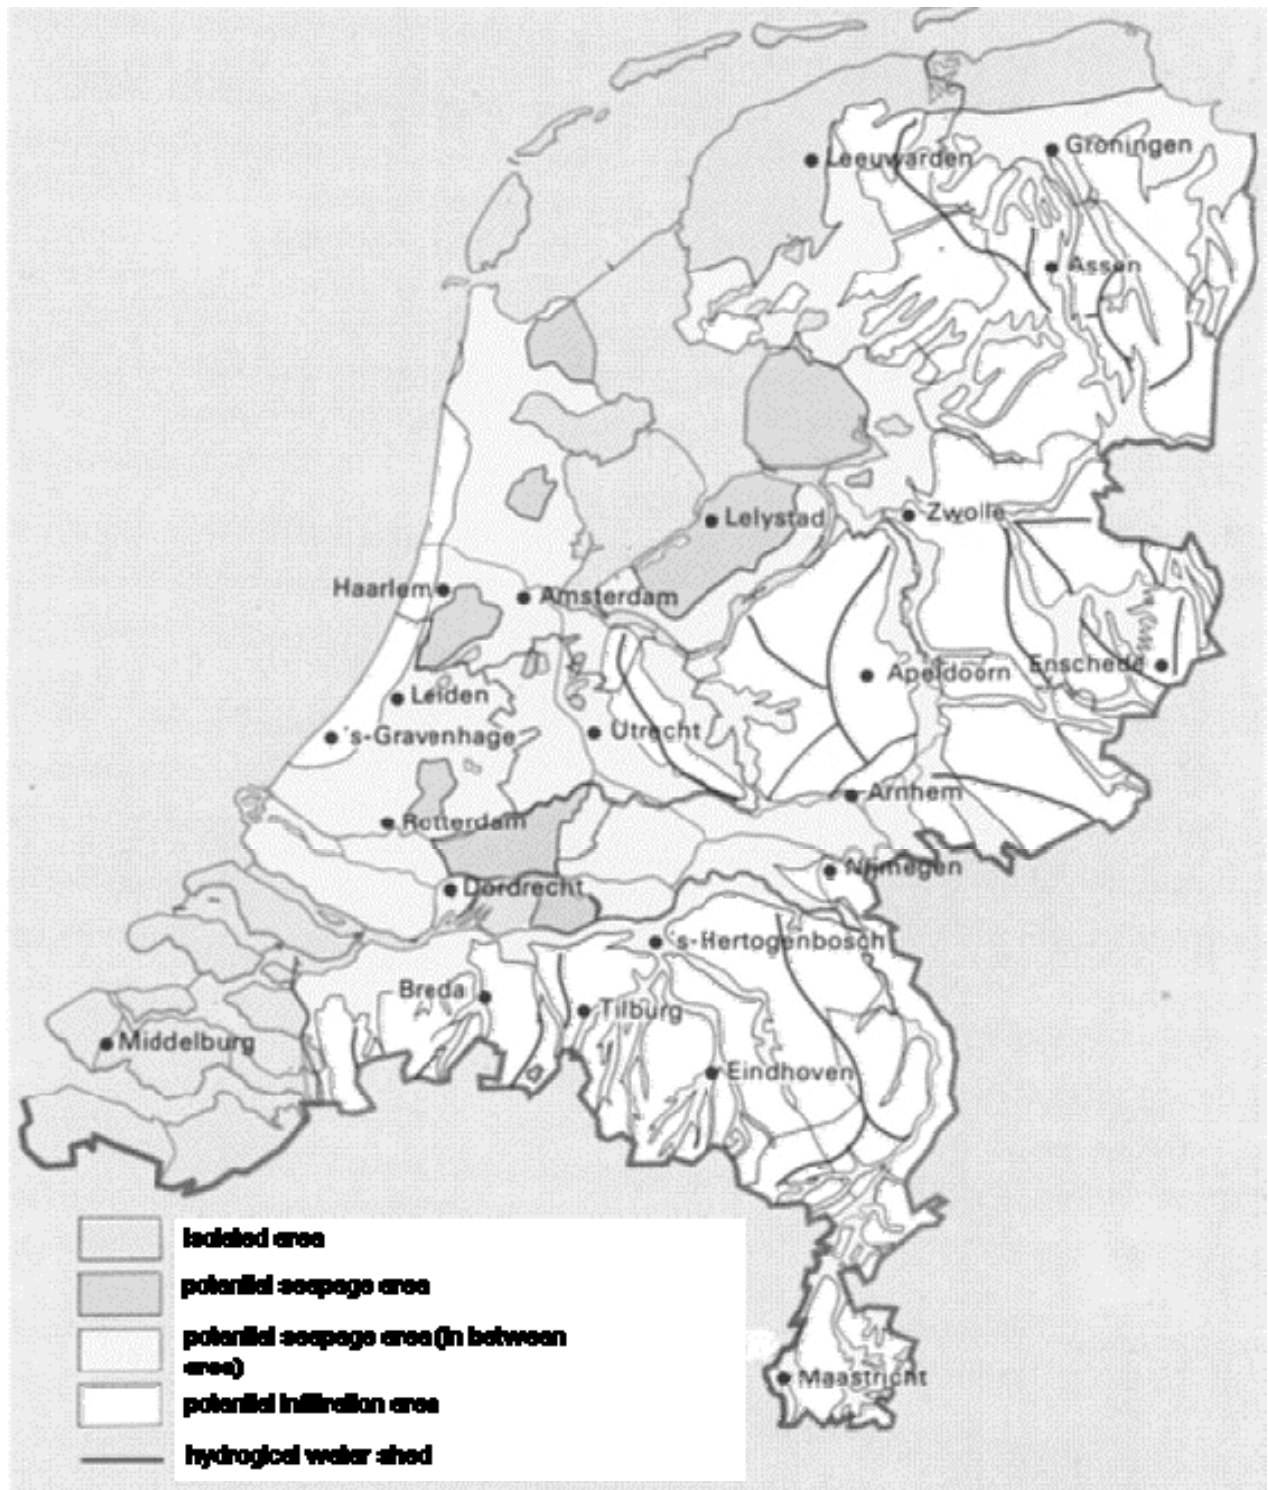 Leeuwarden
Groningen
Assen
Zwolle
Lelystad
Haarlem
Amsterdam
Enschede
Apeldoorn
Leiden
's-Gravenhage
Utrecht
Arnhem
Rotterdam
Nijmegen
Dordrecht
's-Hertogenbosch
Breda
Tilburg
Middelburg
Eindhoven
Maastricht
isolated area
potential seepage area
potential seepage area (in between
area)
potential infiltration area
hydrogical water shed